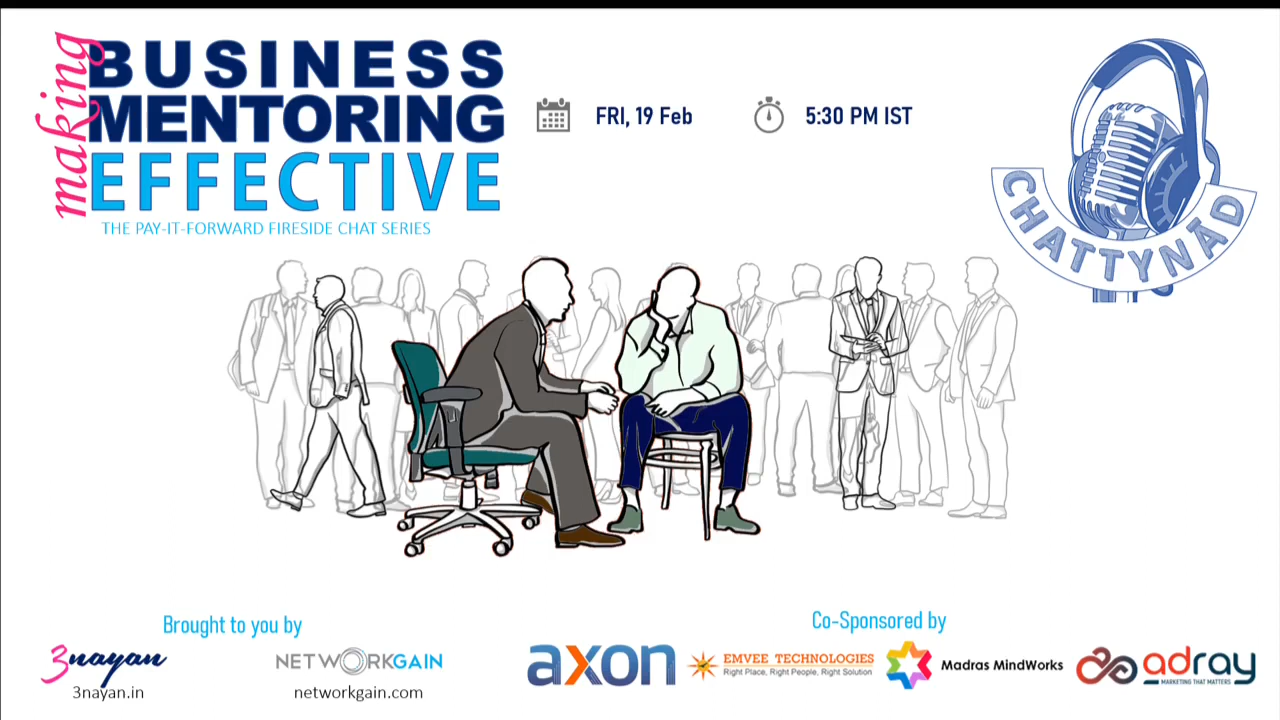 making
BUSINESS
MENTORING
EFFECTIVE
THE PAY-IT-FORWARD FIRESIDE CHAT SERIES
FRI, 19 Feb
5:30 PM IST
CHATTYNĀD
Brought to you by
3nayan
3nayan.in
NETWORKGAIN
networkgain.com
Co-Sponsored by
axon
EMVEE TECHNOLOGIES
Right Place, Right People, Right Solution
Madras MindWorks
adray
MARKETING THAT MATTERS